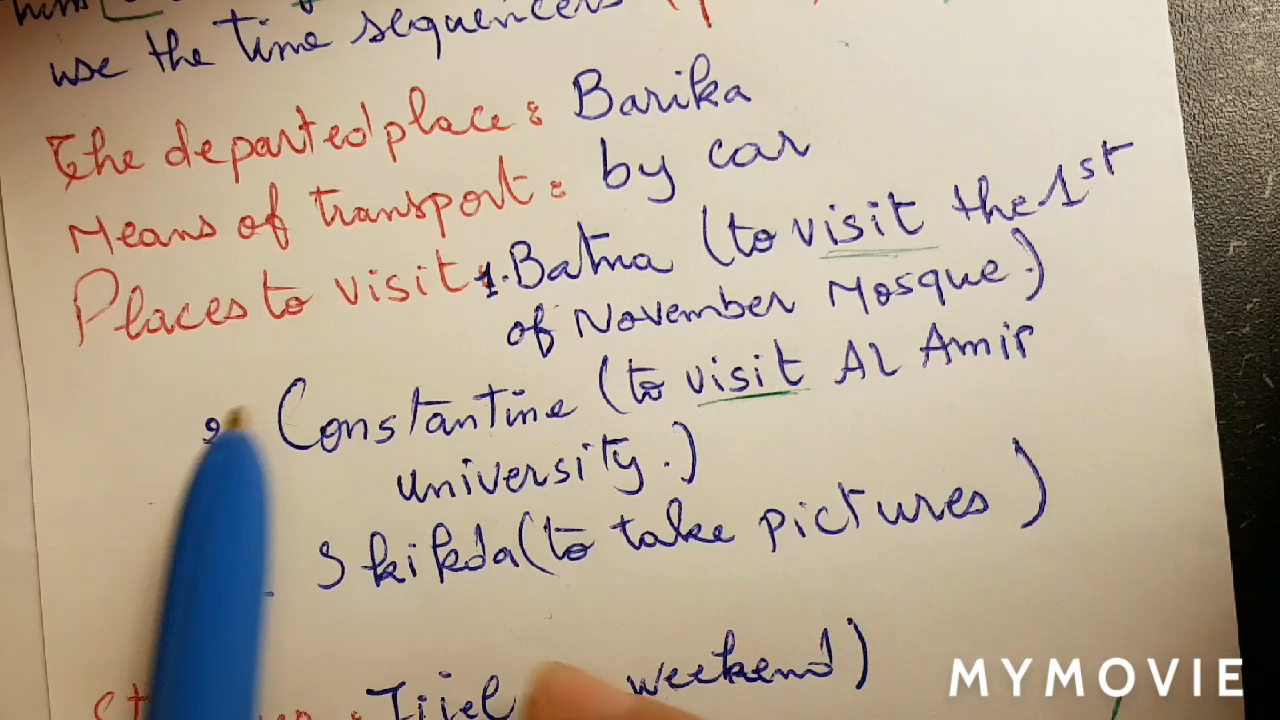 use the time sequencers
The departed place : Barika
Means of transport : by car
Places to visit : 1. Batna (to visit the 1st
of November Mosque.)
2 Constantine (to visit AL Amir
university.)
Skikda (to take pictures)
Jijel weekend)
MYMOVIE